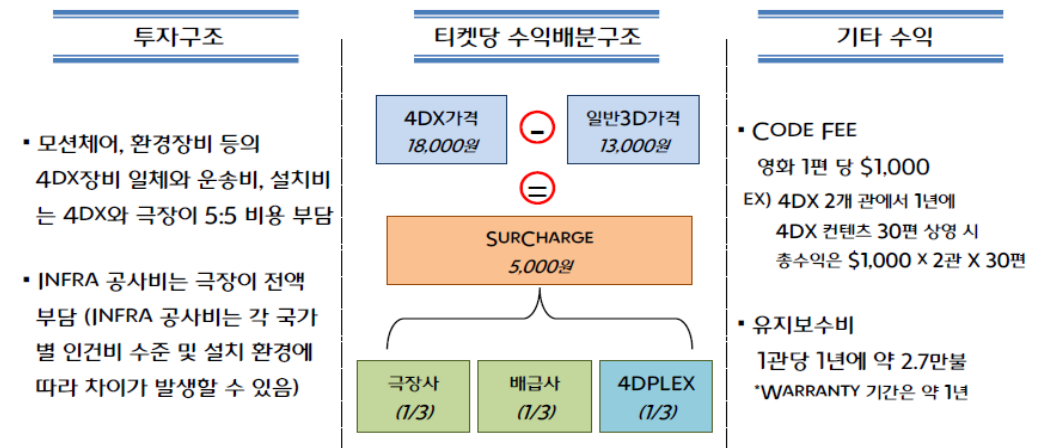 투자구조
▪ 모션체어, 환경장비 등의
4DX장비 일체와 운송비, 설치비
는 4DX와 극장이 5:5 비용 부담
▪ INFRA 공사비는 극장이 전액
부담 (INFRA 공사비는 각 국가
별 인건비 수준 및 설치 환경에
따라 차이가 발생할 수 있음)
티켓당 수익배분구조
4DX가격
18,000원
-
일반3D가격
13,000원
=
SURCHARGE
5,000원
극장사
(1/3)
배급사
(1/3)
4DPLEX
(1/3)
기타 수익
▪ CODE FEE
영화 1편 당 $1,000
EX) 4DX 2개 관에서 1년에
4DX 컨텐츠 30편 상영 시
총수익은 $1,000 X 2관 X 30편
▪ 유지보수비
1관당 1년에 약 2.7만불
*WARRANTY 기간은 약 1년